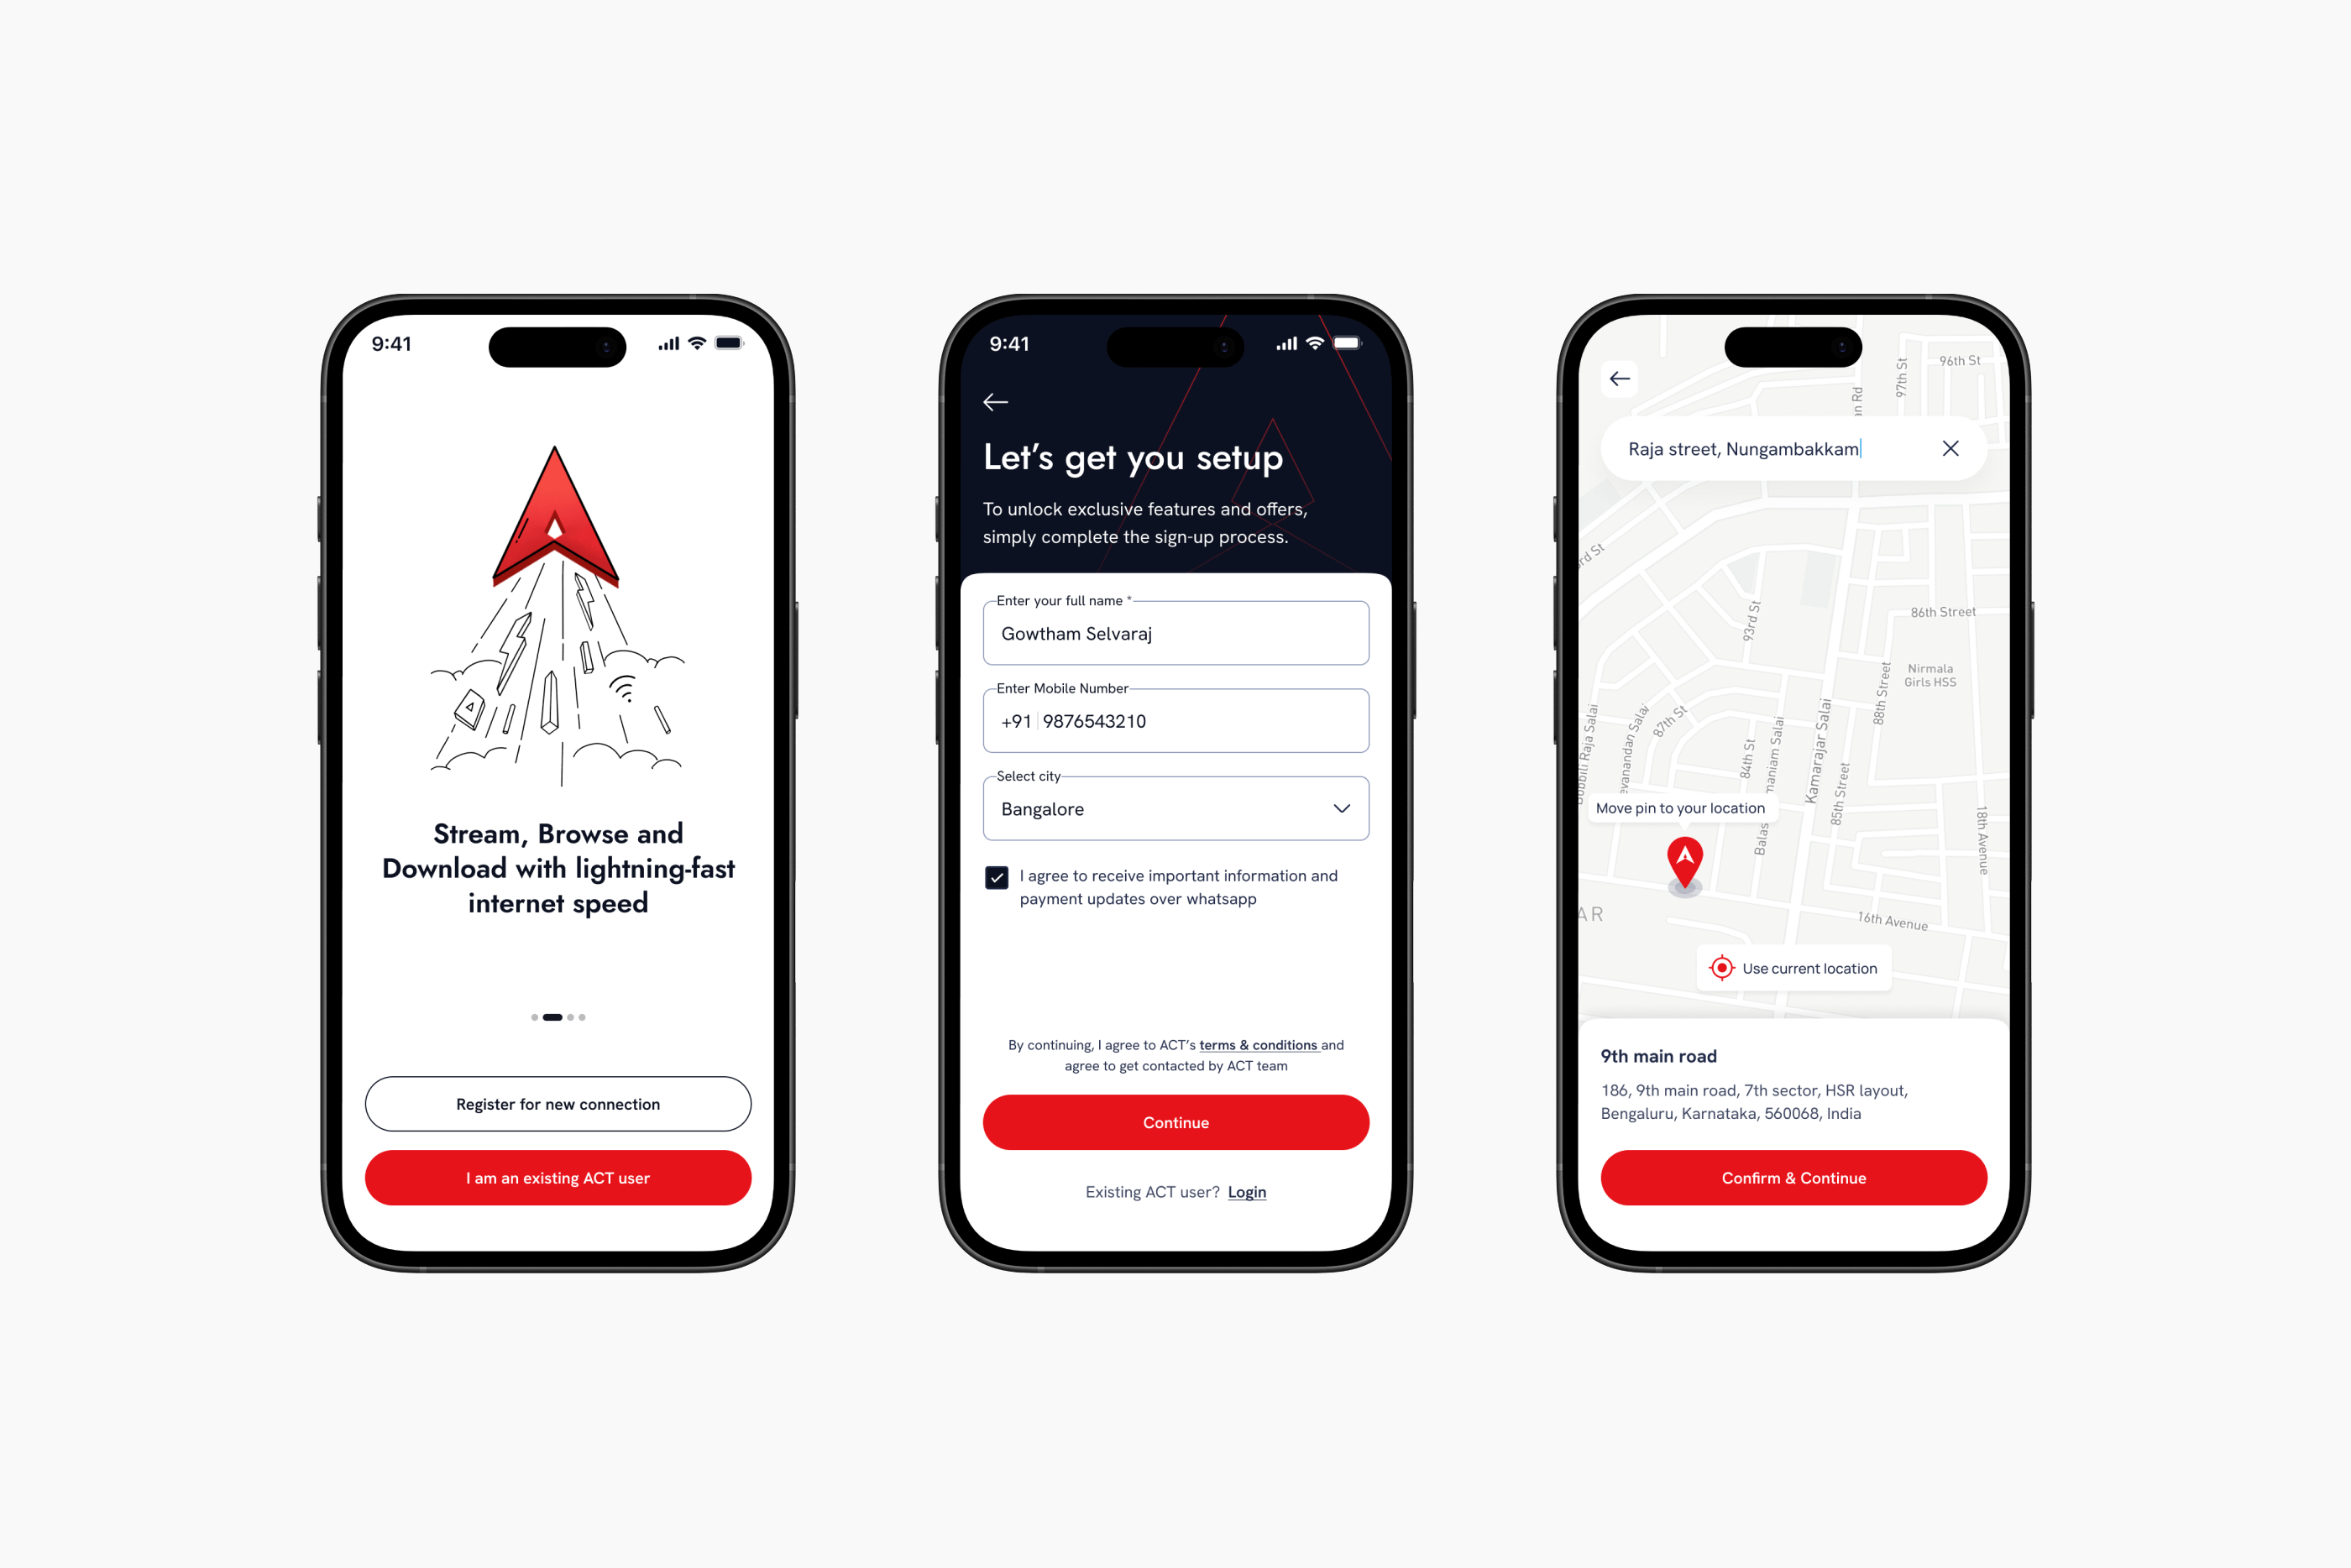 9:41
Stream, Browse and
Download with lightning-fast
internet speed
Register for new connection
I am an existing ACT user
9:41
Let’s get you setup
To unlock exclusive features and offers,
simply complete the sign-up process.
Enter your full name *
Gowtham Selvaraj
Enter Mobile Number
+91 9876543210
Select city
Bangalore
I agree to receive important information and
payment updates over whatsapp
By continuing, I agree to ACT’s terms & conditions and
agree to get contacted by ACT team
Continue
Existing ACT user? Login
96th St
97th St
Rd
Raja street, Nungambakkam
St
93rd St
86th Street
Nirmala
Girls HSS
88th Street
Raja Salai
Salai
87th St
84th St
Salai
Kamarajar Salai
85th Street
18th Avenue
Move pin to your location
16th Avenue
Use current location
9th main road
186, 9th main road, 7th sector, HSR layout,
Bengaluru, Karnataka, 560068, India
Confirm & Continue